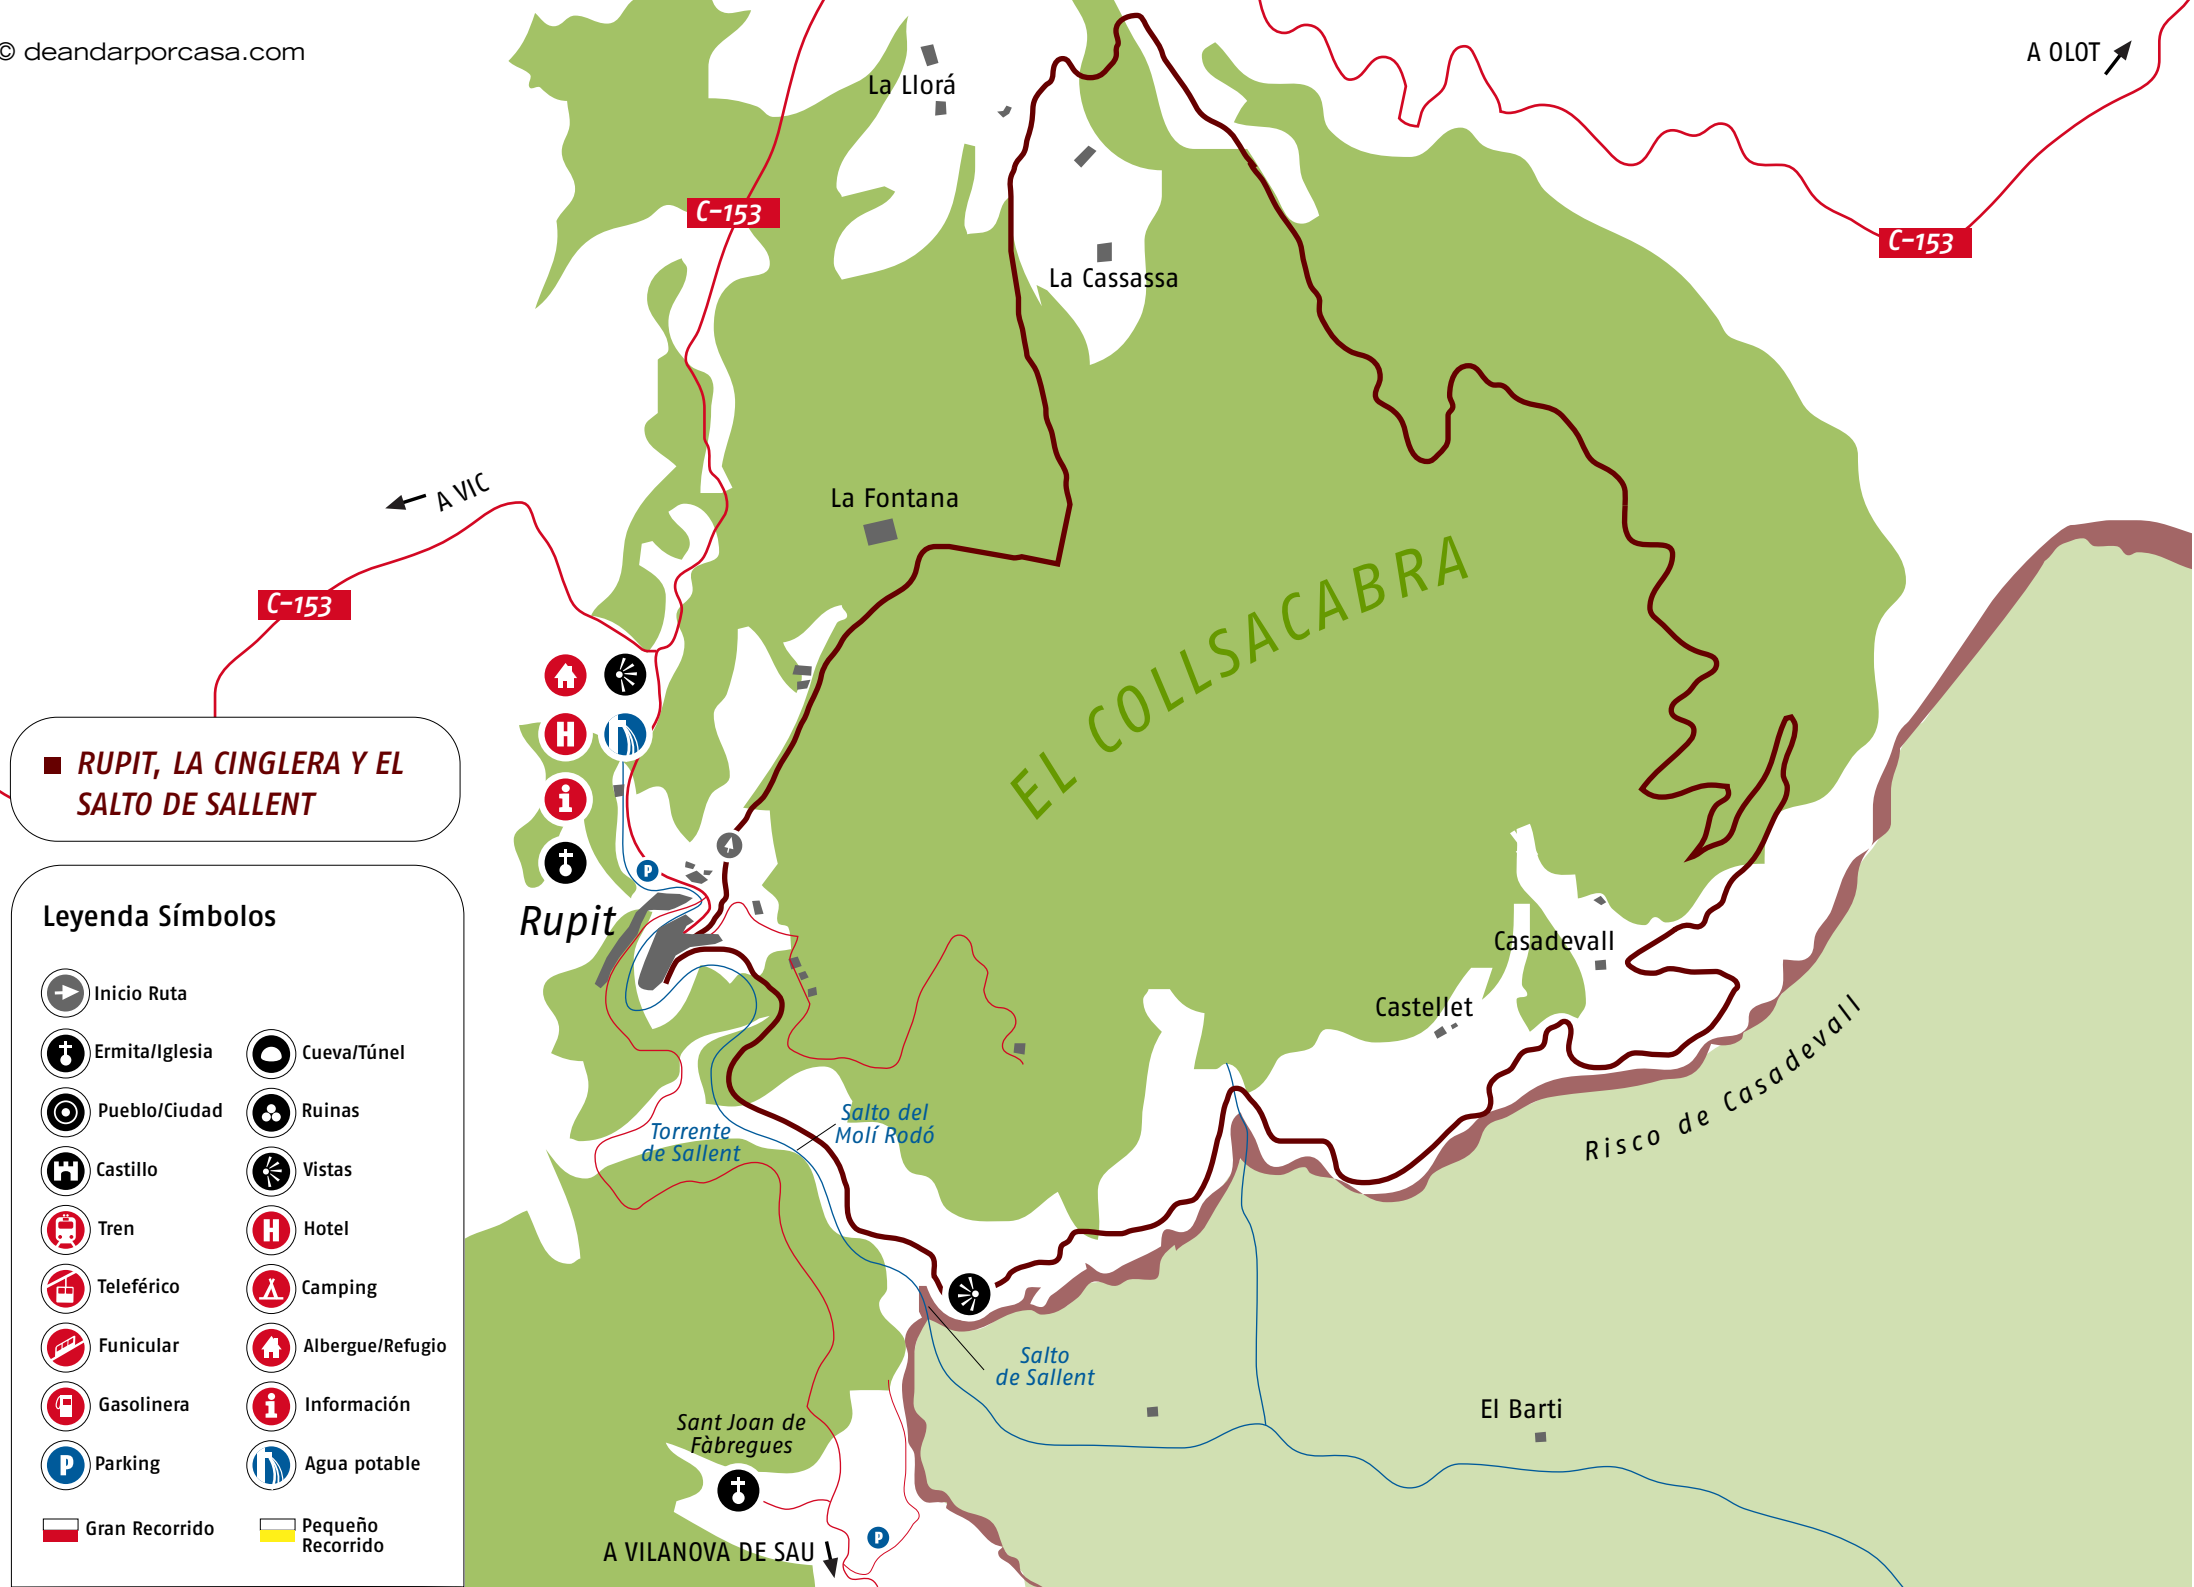 © deandarporcasa.com
A OLOT
La Llorá
C-153
C-153
La Cassassa
A VIC
La Fontana
C-153
EL COLLSACABRA
RUPIT, LA CINGLERA Y EL
SALTO DE SALLENT
H
i
P
Rupit
Casadevall
Castellet
Risco de Casadevall
Salto del
Molí Rodó
Torrente
de Sallent
Salto
de Sallent
El Barti
Sant Joan de
Fàbregues
P
A VILANOVA DE SAU
Leyenda Símbolos
Inicio Ruta
Ermita/Iglesia
Cueva/Túnel
Pueblo/Ciudad
Ruinas
Castillo
Vistas
Tren
H Hotel
Teleférico
Camping
Funicular
Albergue/Refugio
Gasolinera
i Información
P Parking
Agua potable
Gran Recorrido
Pequeño
Recorrido